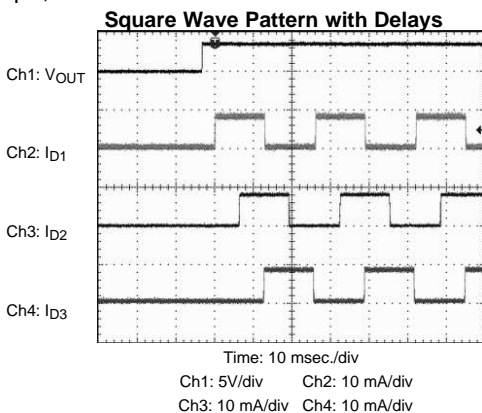 Square Wave Pattern with Delays
Ch1: VOUT
Ch2: ID1
Ch3: ID2
Ch4: ID3
Time: 10 msec./div
Ch1: 5V/div Ch2: 10 mA/div
Ch3: 10 mA/div Ch4: 10 mA/div